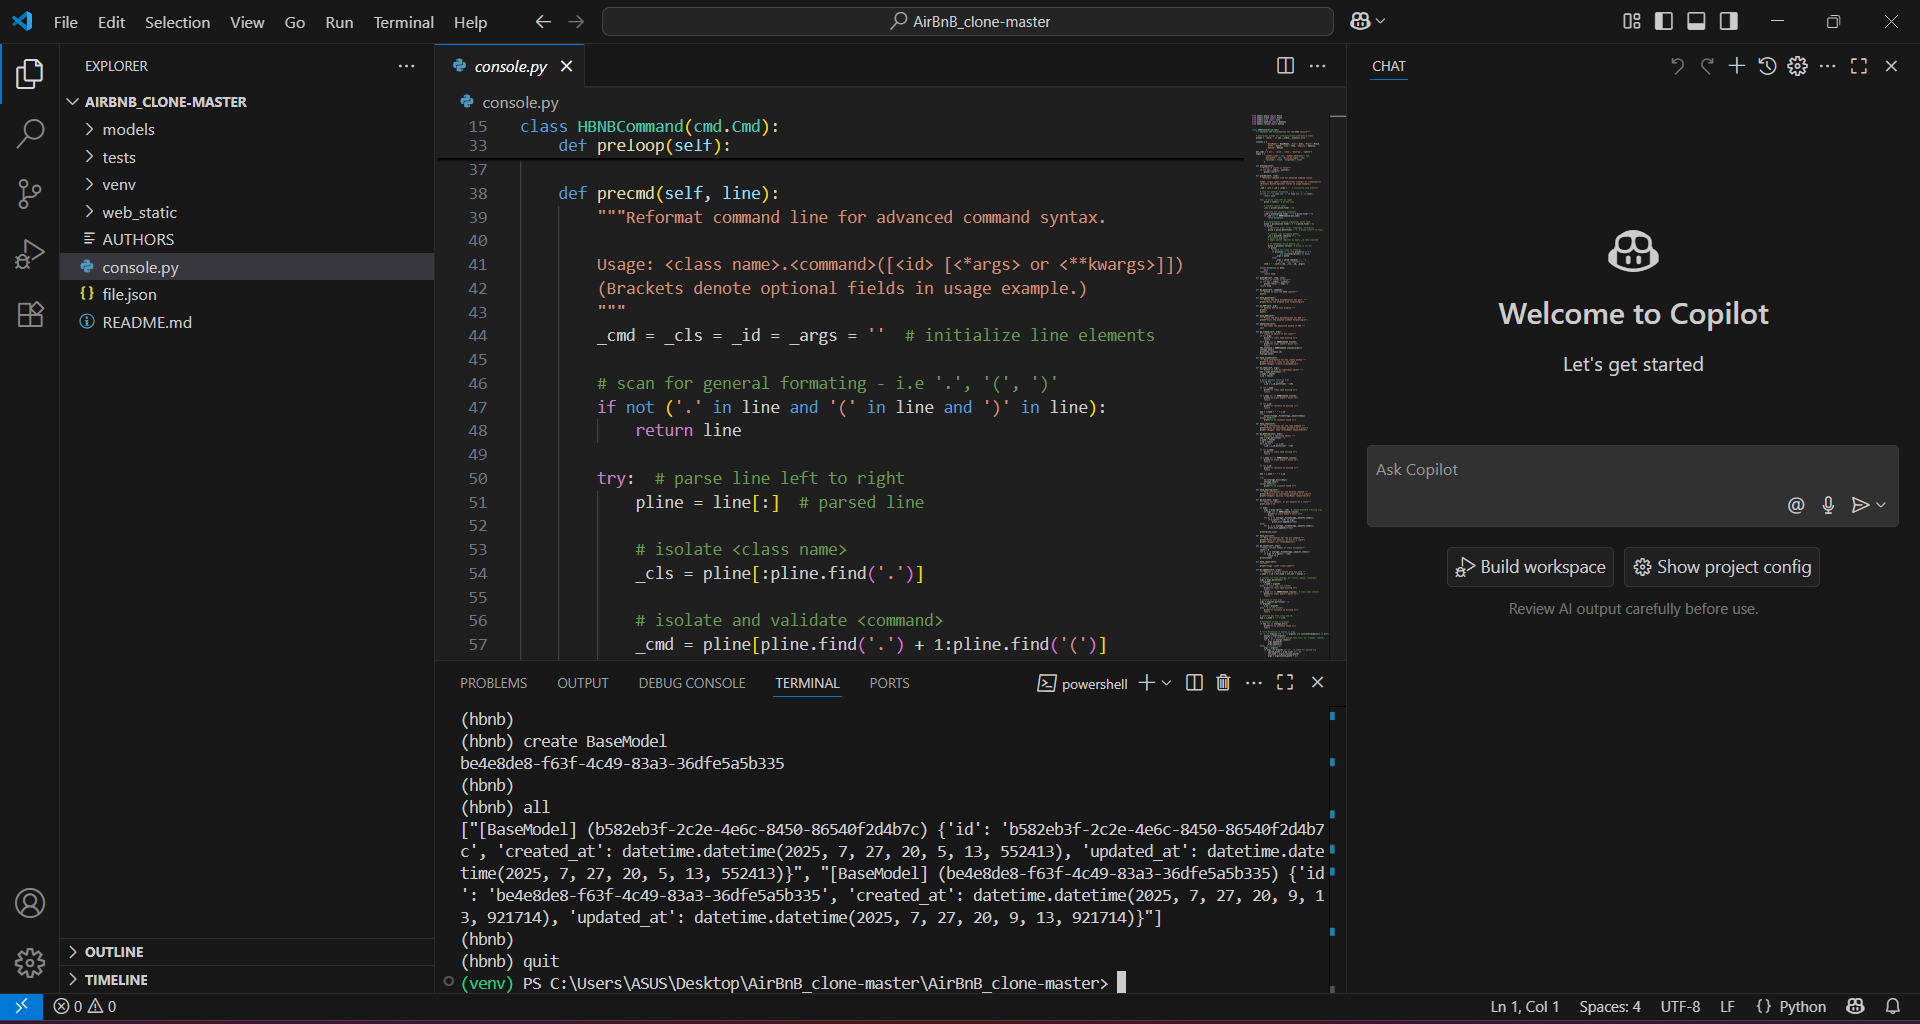 File Edit Selection View Go Run Terminal Help
AirBnB_clone-master
EXPLORER
AIRBNB_CLONE-MASTER
models
tests
venv
web_static
AUTHORS
console.py
file.json
README.md
OUTLINE
TIMELINE
console.py
console.py
15 class HBNBCommand(cmd.Cmd):
33 def preloop(self):
37
38 def precmd(self, line):
39 """Reformat command line for advanced command syntax.
40
41 Usage: <class name>.<command>([<id> [<*args> or <**kwargs>]])
42 (Brackets denote optional fields in usage example.)
43 """
44 _cmd = _cls = _id = _args = '' # initialize line elements
45
46 # scan for general formating - i.e '.', '(', ')'
47 if not ('.' in line and '(' in line and ')' in line):
48 return line
49
50 try: # parse line left to right
51 pline = line[:] # parsed line
52
53 # isolate <class name>
54 _cls = pline[:pline.find('.')]
55
56 # isolate and validate <command>
57 _cmd = pline[pline.find('.') + 1:pline.find('(')]
PROBLEMS OUTPUT DEBUG CONSOLE TERMINAL PORTS
powershell
(hbnb)
(hbnb) create BaseModel
be4e8de8-f63f-4c49-83a3-36dfe5a5b335
(hbnb)
(hbnb) all
["[BaseModel] (b582eb3f-2c2e-4e6c-8450-86540f2d4b7c) {'id': 'b582eb3f-2c2e-4e6c-8450-86540f2d4b7
c', 'created_at': datetime.datetime(2025, 7, 27, 20, 5, 13, 552413), 'updated_at': datetime.date
time(2025, 7, 27, 20, 5, 13, 552413)}", "[BaseModel] (be4e8de8-f63f-4c49-83a3-36dfe5a5b335) {'id
': 'be4e8de8-f63f-4c49-83a3-36dfe5a5b335', 'created_at': datetime.datetime(2025, 7, 27, 20, 9, 1
3, 921714), 'updated_at': datetime.datetime(2025, 7, 27, 20, 9, 13, 921714)}"]
(hbnb)
(hbnb) quit
(venv) PS C:\Users\ASUS\Desktop\AirBnB_clone-master\AirBnB_clone-master>
CHAT
Welcome to Copilot
Let's get started
Ask Copilot
Build workspace
Show project config
Review AI output carefully before use.
0 0
Ln 1, Col 1 Spaces: 4 UTF-8 LF {} Python